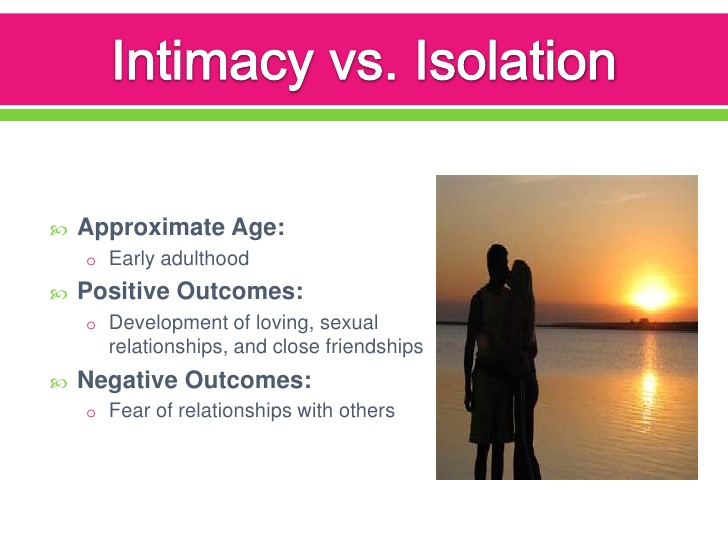 Intimacy vs. Isolation
Approximate Age:
Early adulthood
Positive Outcomes:
Development of loving, sexual
relationships, and close friendships
Negative Outcomes:
Fear of relationships with others